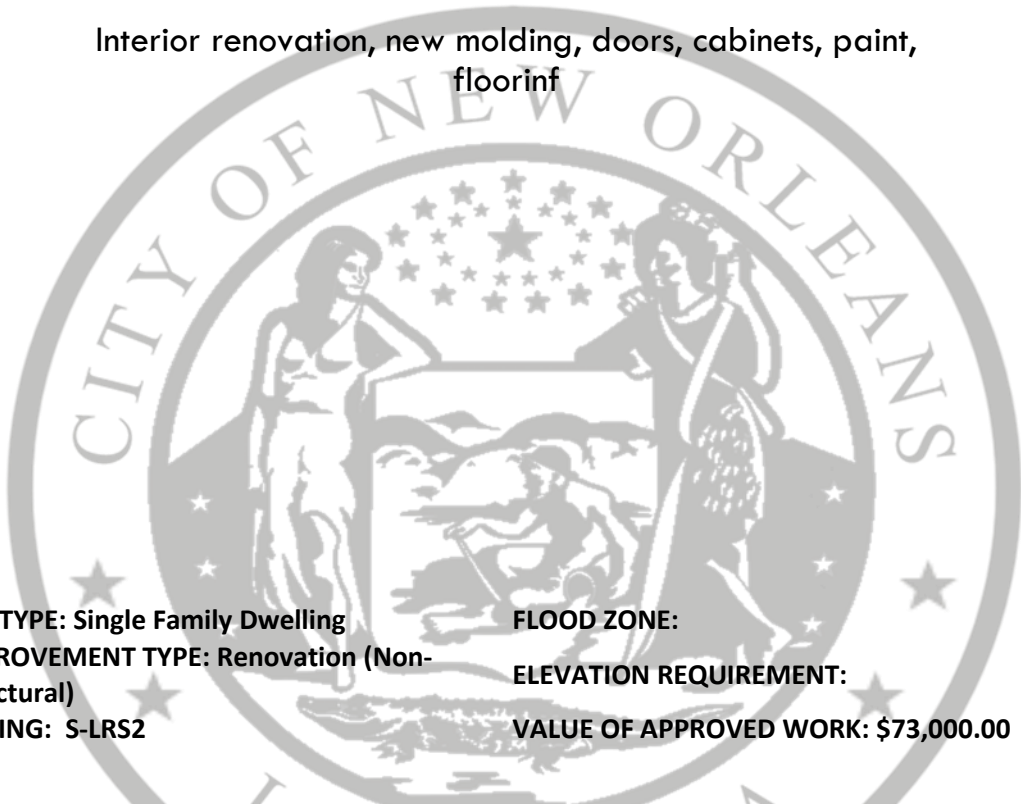 Interior renovation, new molding, doors, cabinets, paint,
floorinf
CITY OF NEW ORLEANS
TYPE: Single Family Dwelling
ROVEMENT TYPE: Renovation (Non-
ctural)
ING: S-LRS2
FLOOD ZONE:
ELEVATION REQUIREMENT:
VALUE OF APPROVED WORK: $73,000.00